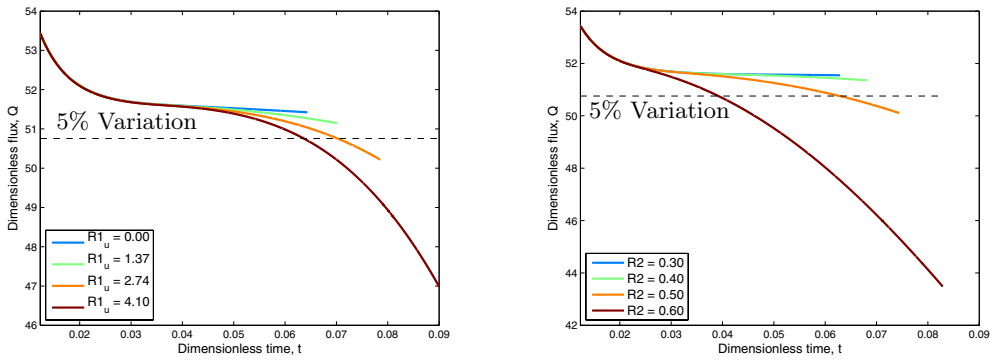 54
53
52
51
50
49
48
47
46
Dimensionless flux, Q
5% Variation
R1_u = 0.00
R1_u = 1.37
R1_u = 2.74
R1_u = 4.10
0.02 0.03 0.04 0.05 0.06 0.07 0.08 0.09
Dimensionless time, t
54
52
50
48
46
44
42
Dimensionless flux, Q
5% Variation
R2 = 0.30
R2 = 0.40
R2 = 0.50
R2 = 0.60
0.02 0.03 0.04 0.05 0.06 0.07 0.08 0.09
Dimensionless time, t